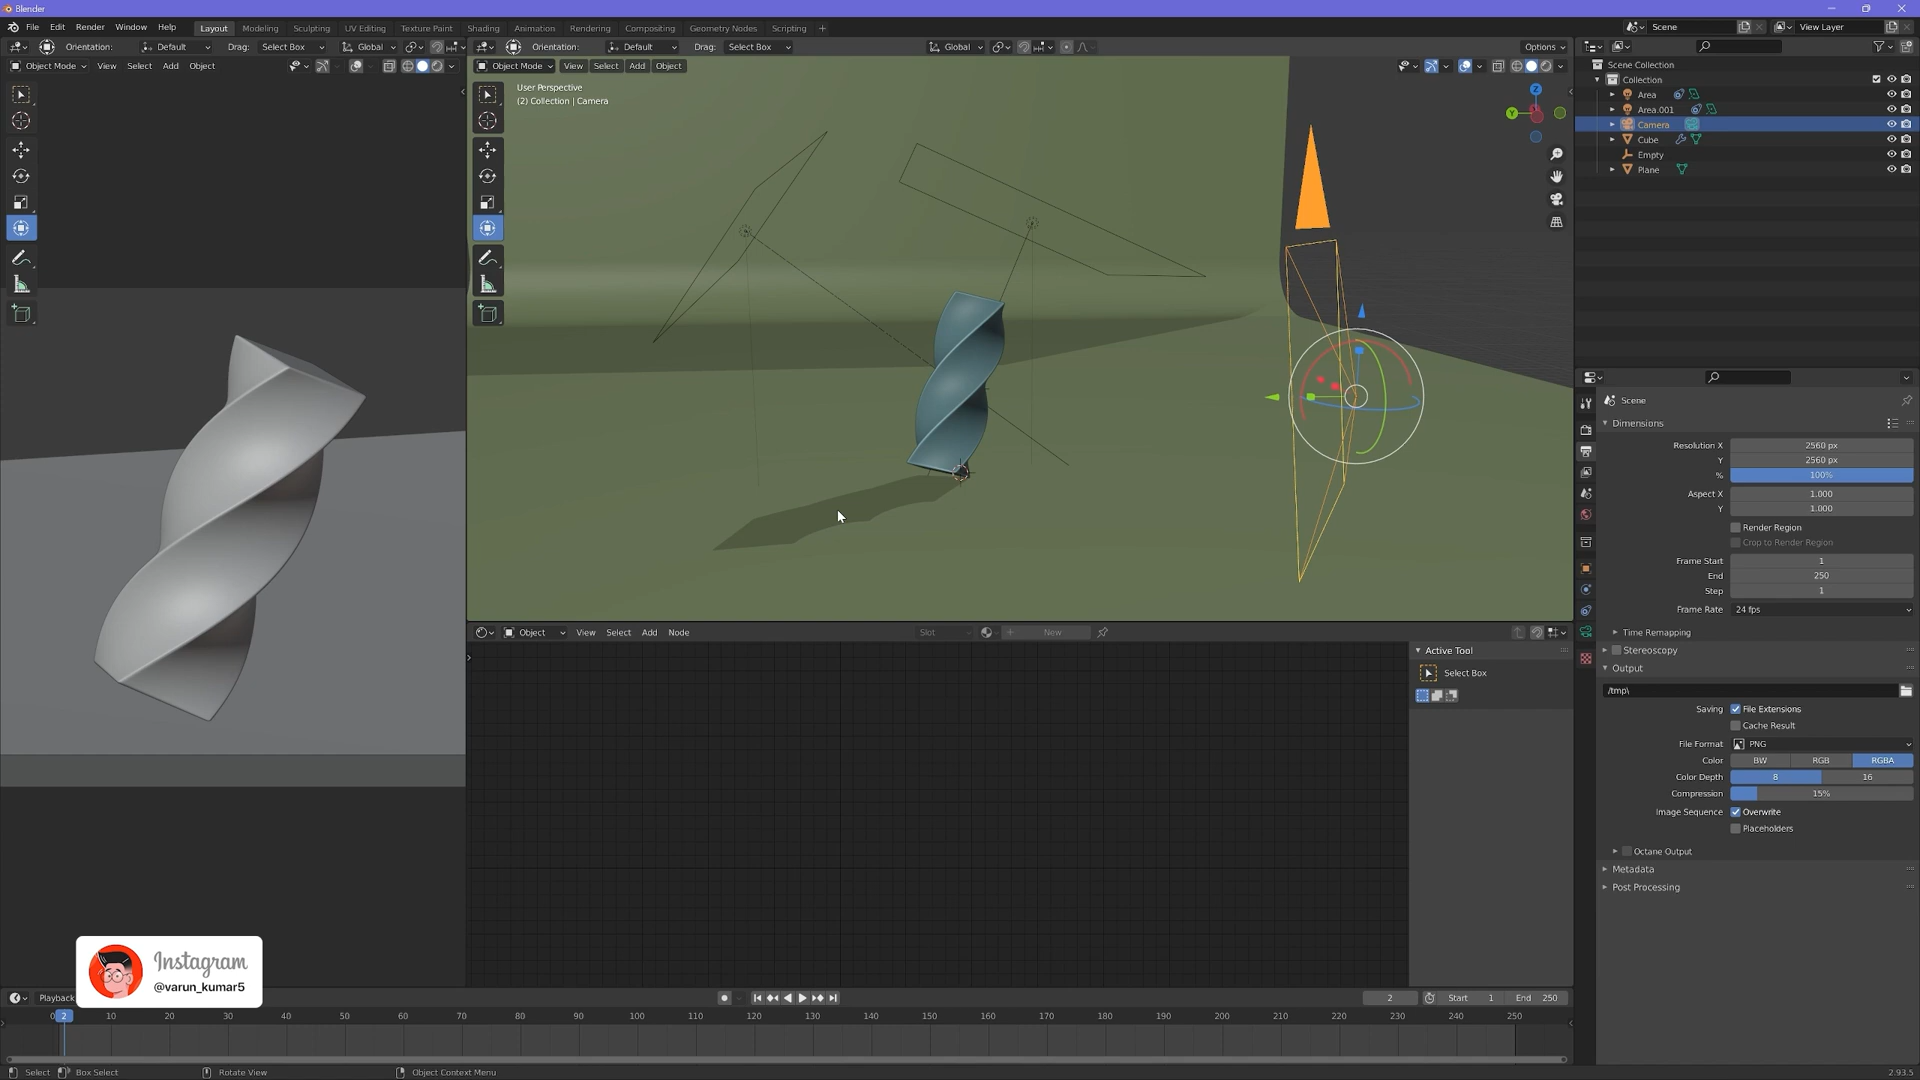 Blender
File Edit Render Window Help Layout Modeling Sculpting UV Editing Texture Paint Shading Animation Rendering Compositing Geometry Nodes Scripting + Scene View Layer
Orientation: Default Drag: Select Box Global
Orientation: Default Drag: Select Box Global Options
Object Mode View Select Add Object
Object Mode View Select Add Object
User Perspective
(2) Collection | Camera
Z
Y
Scene Collection
Collection
Area
Area.001
Camera
Cube
Empty
Plane
Scene
Dimensions
Resolution X 2560 px
Y 2560 px
% 100%
Aspect X 1.000
Y 1.000
Render Region
Crop to Render Region
Frame Start 1
End 250
Step 1
Frame Rate 24 fps
Time Remapping
Stereoscopy
Output
/tmp\
Saving File Extensions
Cache Result
File Format PNG
Color BW RGB RGBA
Color Depth 8 16
Compression 15%
Image Sequence Overwrite
Placeholders
Octane Output
Metadata
Post Processing
Object View Select Add Node Slot New
Active Tool
Select Box
Instagram
@varun_kumar5
Playback 2 Start 1 End 250
0 2 10 20 30 40 50 60 70 80 90 100 110 120 130 140 150 160 170 180 190 200 210 220 230 240 250
Select Box Select Rotate View Object Context Menu 2.93.5